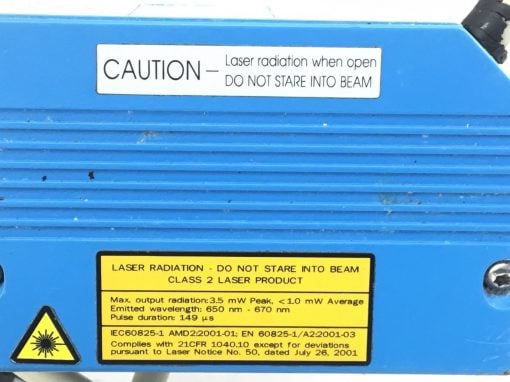 CAUTION –
Laser radiation when open
DO NOT STARE INTO BEAM
LASER RADIATION - DO NOT STARE INTO BEAM
CLASS 2 LASER PRODUCT
Max. output radiation:3.5 mW Peak, <1.0 mW Average
Emitted wavelength: 650 nm - 670 nm
Pulse duration: 149 µs
IEC60825-1 AMD2:2001-01; EN 60825-1/A2:2001-03
Complies with 21CFR 1040.10 except for deviations
pursuant to Laser Notice No. 50, dated July 26, 2001